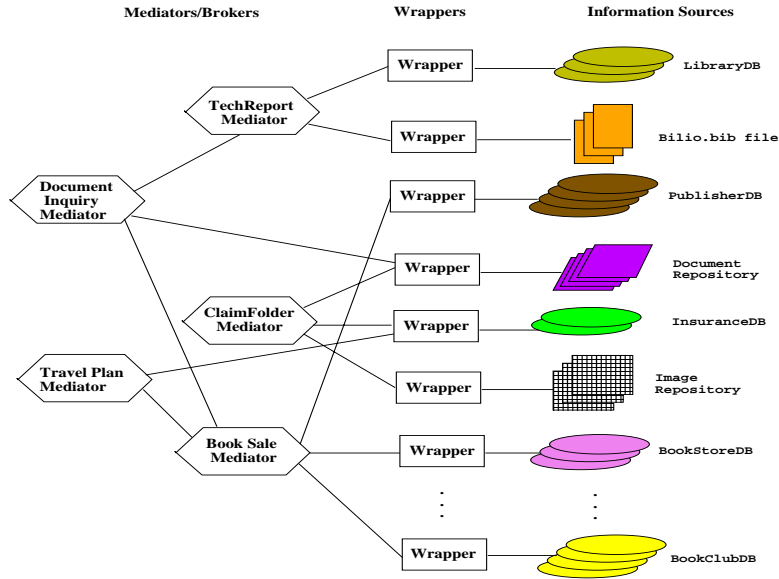 Mediators/Brokers
Wrappers
Information Sources
Wrapper
LibraryDB
TechReport
Mediator
Wrapper
Bilio.bib file
Document
Inquiry
Mediator
Wrapper
PublisherDB
Wrapper
Document
Repository
ClaimFolder
Mediator
Wrapper
InsuranceDB
Travel Plan
Mediator
Wrapper
Image
Repository
Book Sale
Mediator
Wrapper
BookStoreDB
Wrapper
BookClubDB